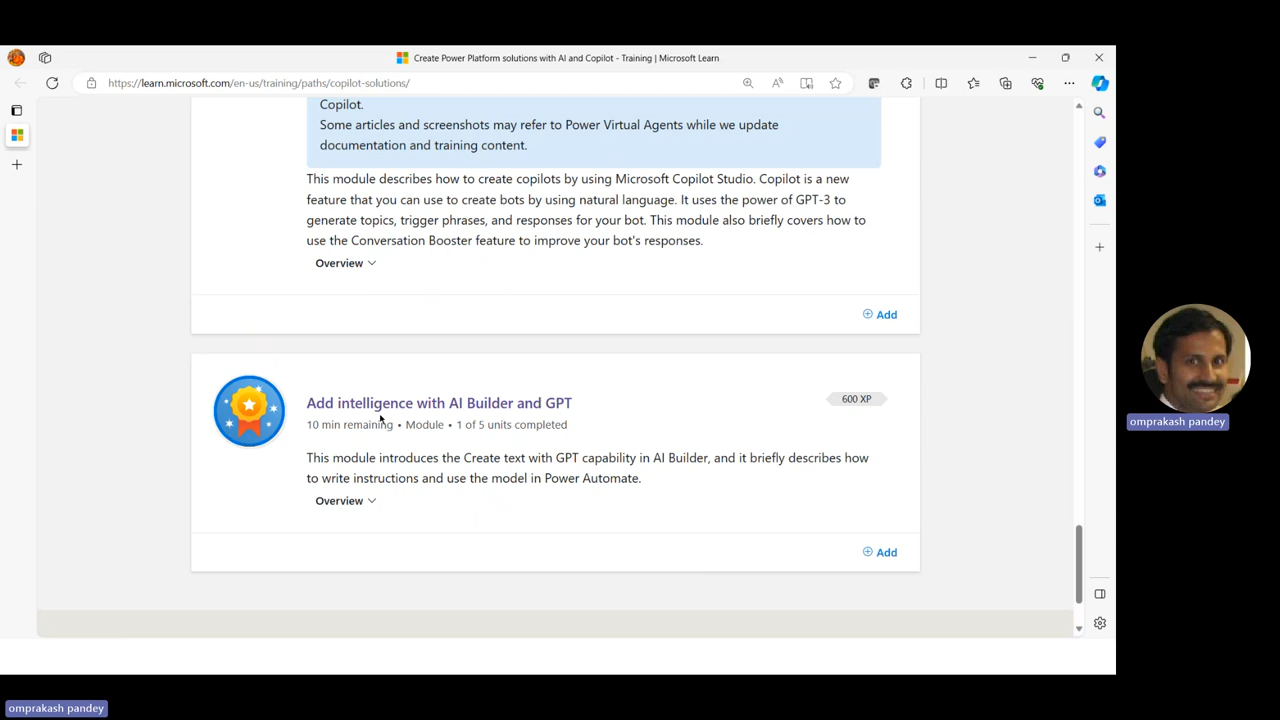 Create Power Platform solutions with AI and Copilot - Training | Microsoft Learn
https://learn.microsoft.com/en-us/training/paths/copilot-solutions/
Copilot.
Some articles and screenshots may refer to Power Virtual Agents while we update
documentation and training content.
This module describes how to create copilots by using Microsoft Copilot Studio. Copilot is a new
feature that you can use to create bots by using natural language. It uses the power of GPT-3 to
generate topics, trigger phrases, and responses for your bot. This module also briefly covers how to
use the Conversation Booster feature to improve your bot's responses.
Overview
Add
Add intelligence with AI Builder and GPT
600 XP
10 min remaining • Module • 1 of 5 units completed
This module introduces the Create text with GPT capability in AI Builder, and it briefly describes how
to write instructions and use the model in Power Automate.
Overview
Add
omprakash pandey
omprakash pandey